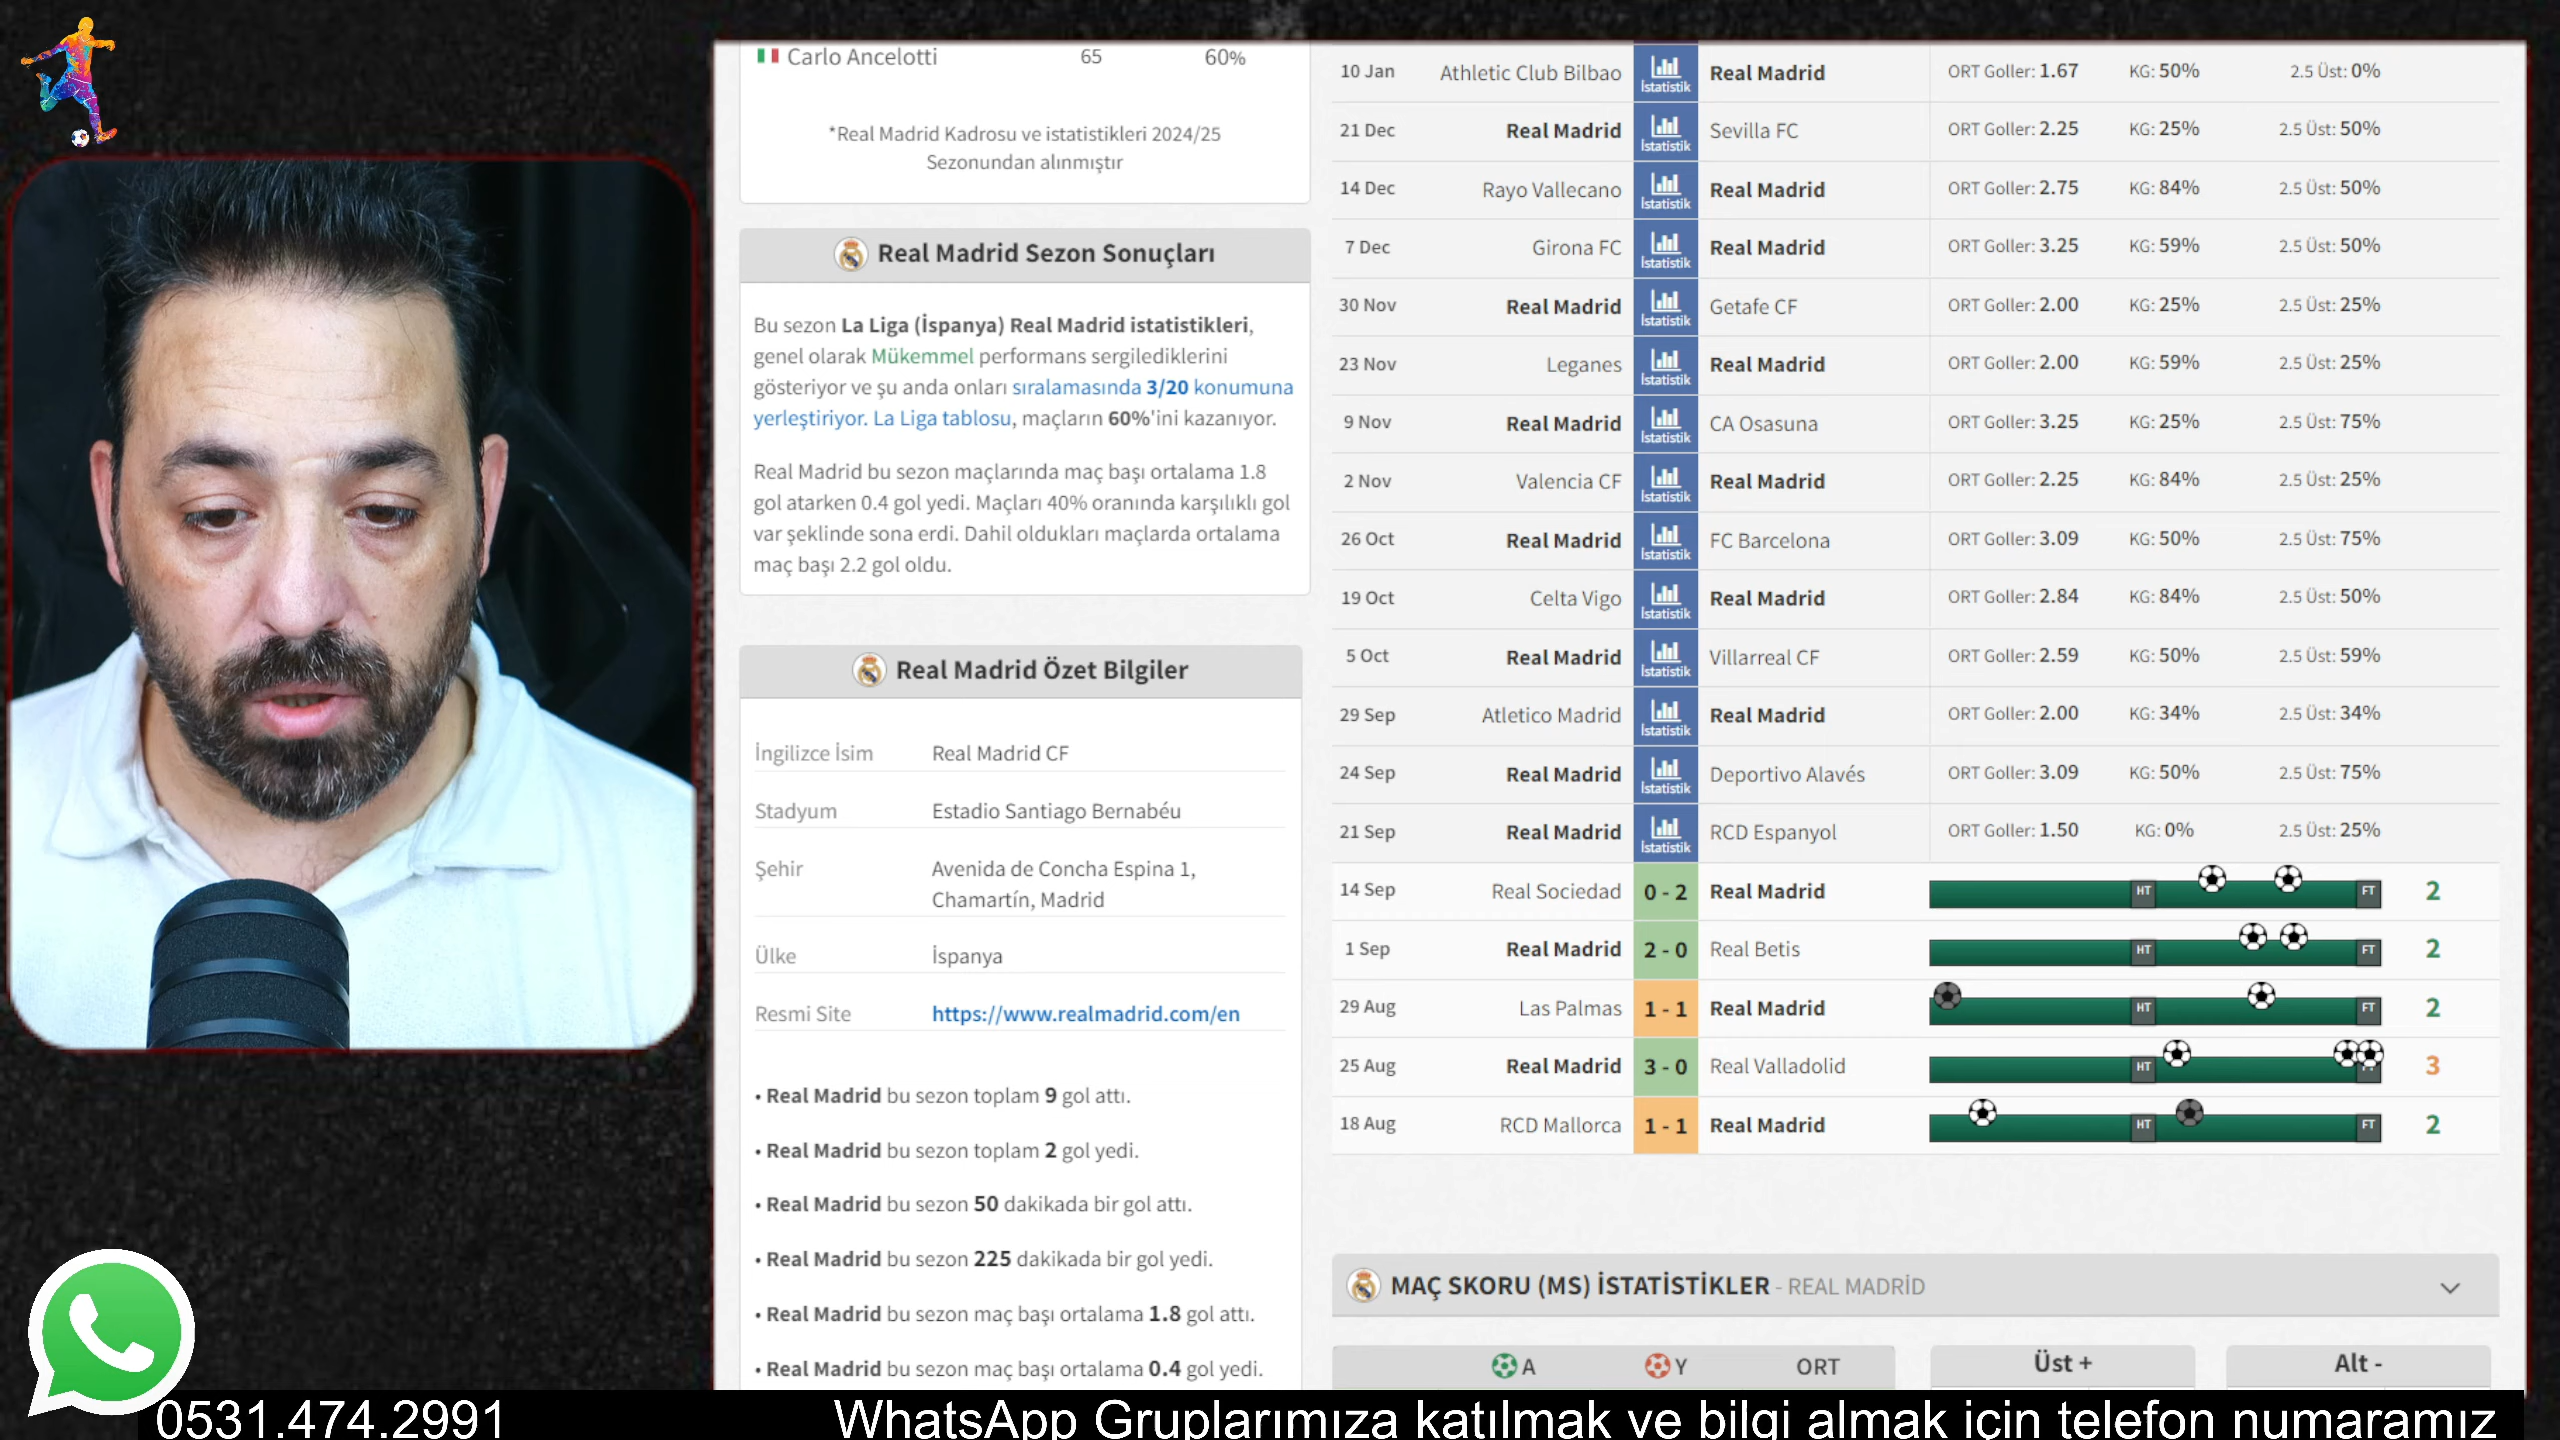 Carlo Ancelotti 65 60%
*Real Madrid Kadrosu ve istatistikleri 2024/25
Sezonundan alınmıştır
Real Madrid Sezon Sonuçları
Bu sezon La Liga (İspanya) Real Madrid istatistikleri,
genel olarak Mükemmel performans sergilediklerini
gösteriyor ve şu anda onları sıralamasında 3/20 konumuna
yerleştiriyor. La Liga tablosu, maçların 60%'ini kazanıyor.
Real Madrid bu sezon maçlarında maç başı ortalama 1.8
gol atarken 0.4 gol yedi. Maçları 40% oranında karşılıklı gol
var şeklinde sona erdi. Dahil oldukları maçlarda ortalama
maç başı 2.2 gol oldu.
Real Madrid Özet Bilgiler
İngilizce İsim Real Madrid CF
Stadyum Estadio Santiago Bernabéu
Şehir Avenida de Concha Espina 1,
Chamartín, Madrid
Ülke İspanya
Resmi Site https://www.realmadrid.com/en
• Real Madrid bu sezon toplam 9 gol attı.
• Real Madrid bu sezon toplam 2 gol yedi.
• Real Madrid bu sezon 50 dakikada bir gol attı.
• Real Madrid bu sezon 225 dakikada bir gol yedi.
• Real Madrid bu sezon maç başı ortalama 1.8 gol attı.
• Real Madrid bu sezon maç başı ortalama 0.4 gol yedi.
10 Jan Athletic Club Bilbao İstatistik Real Madrid ORT Goller: 1.67 KG: 50% 2.5 Üst: 0%
21 Dec Real Madrid İstatistik Sevilla FC ORT Goller: 2.25 KG: 25% 2.5 Üst: 50%
14 Dec Rayo Vallecano İstatistik Real Madrid ORT Goller: 2.75 KG: 84% 2.5 Üst: 50%
7 Dec Girona FC İstatistik Real Madrid ORT Goller: 3.25 KG: 59% 2.5 Üst: 50%
30 Nov Real Madrid İstatistik Getafe CF ORT Goller: 2.00 KG: 25% 2.5 Üst: 25%
23 Nov Leganes İstatistik Real Madrid ORT Goller: 2.00 KG: 59% 2.5 Üst: 25%
9 Nov Real Madrid İstatistik CA Osasuna ORT Goller: 3.25 KG: 25% 2.5 Üst: 75%
2 Nov Valencia CF İstatistik Real Madrid ORT Goller: 2.25 KG: 84% 2.5 Üst: 25%
26 Oct Real Madrid İstatistik FC Barcelona ORT Goller: 3.09 KG: 50% 2.5 Üst: 75%
19 Oct Celta Vigo İstatistik Real Madrid ORT Goller: 2.84 KG: 84% 2.5 Üst: 50%
5 Oct Real Madrid İstatistik Villarreal CF ORT Goller: 2.59 KG: 50% 2.5 Üst: 59%
29 Sep Atletico Madrid İstatistik Real Madrid ORT Goller: 2.00 KG: 34% 2.5 Üst: 34%
24 Sep Real Madrid İstatistik Deportivo Alavés ORT Goller: 3.09 KG: 50% 2.5 Üst: 75%
21 Sep Real Madrid İstatistik RCD Espanyol ORT Goller: 1.50 KG: 0% 2.5 Üst: 25%
14 Sep Real Sociedad 0 - 2 Real Madrid HT FT 2
1 Sep Real Madrid 2 - 0 Real Betis HT FT 2
29 Aug Las Palmas 1 - 1 Real Madrid HT FT 2
25 Aug Real Madrid 3 - 0 Real Valladolid HT 3
18 Aug RCD Mallorca 1 - 1 Real Madrid HT FT 2
MAÇ SKORU (MS) İSTATİSTİKLER - REAL MADRİD
A Y ORT Üst + Alt -
0531.474.2991 WhatsApp Gruplarımıza katılmak ve bilgi almak için telefon numaramız